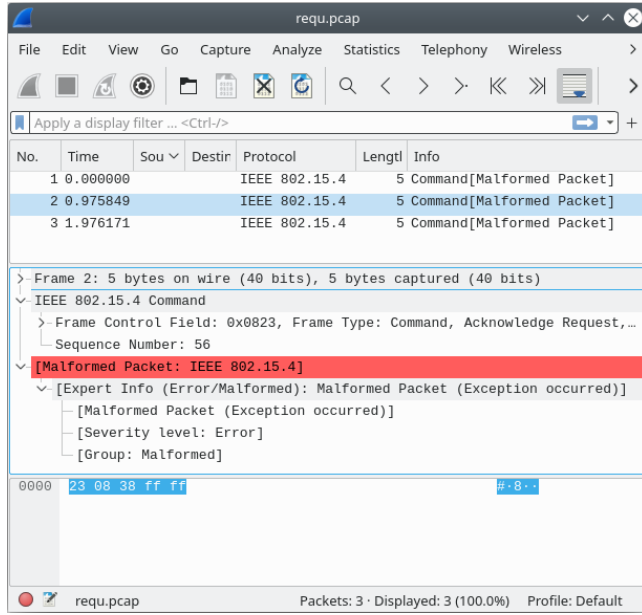 requ.pcap
File Edit View Go Capture Analyze Statistics Telephony Wireless
Apply a display filter ... <Ctrl-/>
No. Time Sou Destir Protocol Lengtl Info
1 0.000000 IEEE 802.15.4 5 Command[Malformed Packet]
2 0.975849 IEEE 802.15.4 5 Command[Malformed Packet]
3 1.976171 IEEE 802.15.4 5 Command[Malformed Packet]
Frame 2: 5 bytes on wire (40 bits), 5 bytes captured (40 bits)
IEEE 802.15.4 Command
Frame Control Field: 0x0823, Frame Type: Command, Acknowledge Request,…
Sequence Number: 56
[Malformed Packet: IEEE 802.15.4]
[Expert Info (Error/Malformed): Malformed Packet (Exception occurred)]
[Malformed Packet (Exception occurred)]
[Severity level: Error]
[Group: Malformed]
0000 23 08 38 ff ff #·8··
requ.pcap Packets: 3 · Displayed: 3 (100.0%) Profile: Default